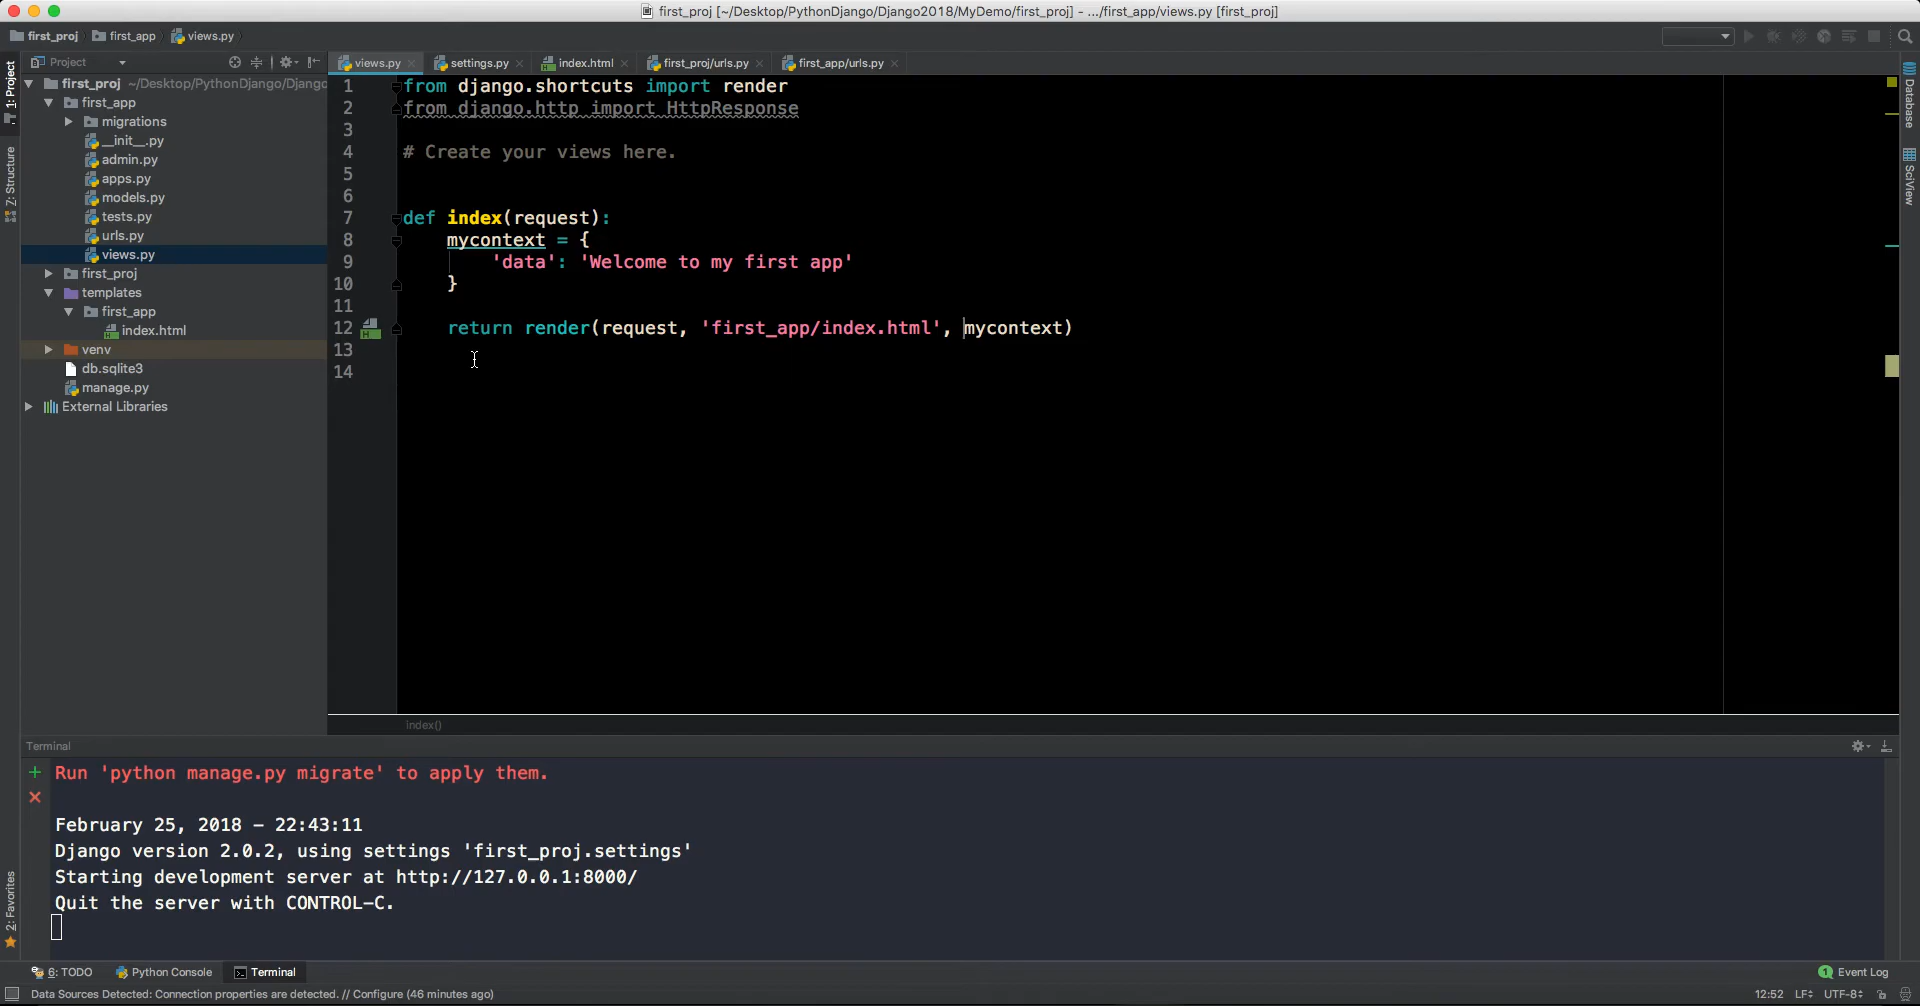 first_proj [~/Desktop/PythonDjango/Django2018/MyDemo/first_proj] - .../first_app/views.py [first_proj]
first_proj first_app views.py
Project
views.py settings.py index.html first_proj/urls.py first_app/urls.py
1: Project
Z: Structure
2: Favorites
first_proj ~/Desktop/PythonDjango/Django
first_app
migrations
__init__.py
admin.py
apps.py
models.py
tests.py
urls.py
views.py
first_proj
templates
first_app
index.html
venv
db.sqlite3
manage.py
External Libraries
1 from django.shortcuts import render
2 from django.http import HttpResponse
3
4 # Create your views here.
5
6
7 def index(request):
8 mycontext = {
9 'data': 'Welcome to my first app'
10 }
11
12 return render(request, 'first_app/index.html', mycontext)
13
14
index()
Database
SciView
Terminal
Run 'python manage.py migrate' to apply them.
February 25, 2018 - 22:43:11
Django version 2.0.2, using settings 'first_proj.settings'
Starting development server at http://127.0.0.1:8000/
Quit the server with CONTROL-C.
6: TODO Python Console Terminal 1 Event Log
Data Sources Detected: Connection properties are detected. // Configure (46 minutes ago) 12:52 LF UTF-8